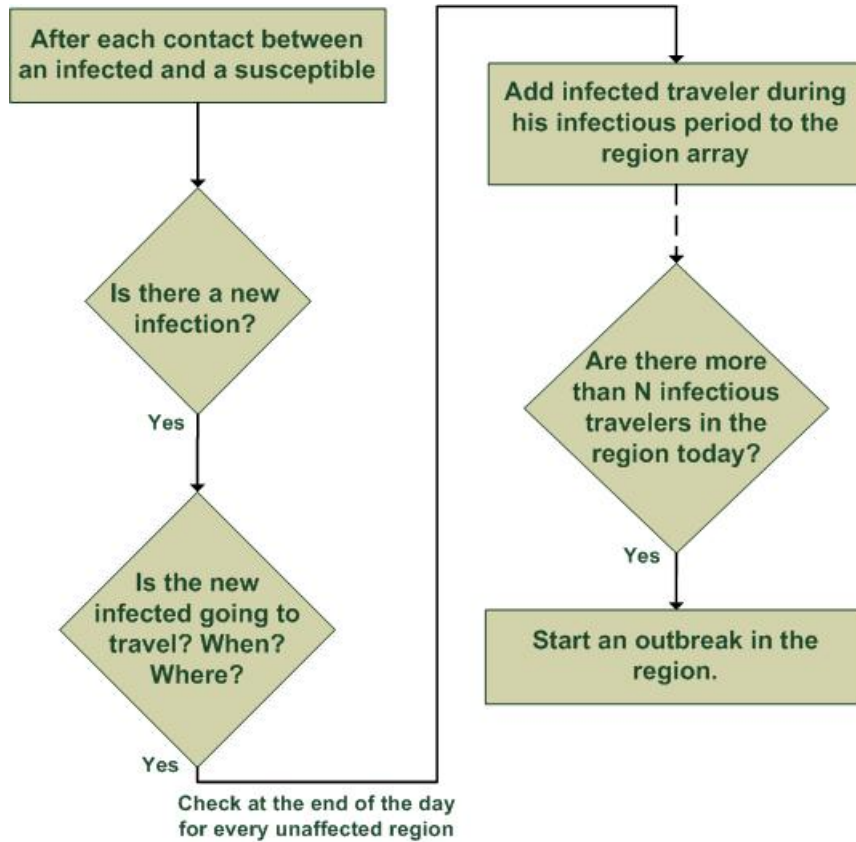 After each contact between
an infected and a susceptible
Is there a new
infection?
Yes
Is the new
infected going to
travel? When?
Where?
Yes
Check at the end of the day
for every unaffected region
Add infected traveler during
his infectious period to the
region array
Are there more
than N infectious
travelers in the
region today?
Yes
Start an outbreak in the
region.